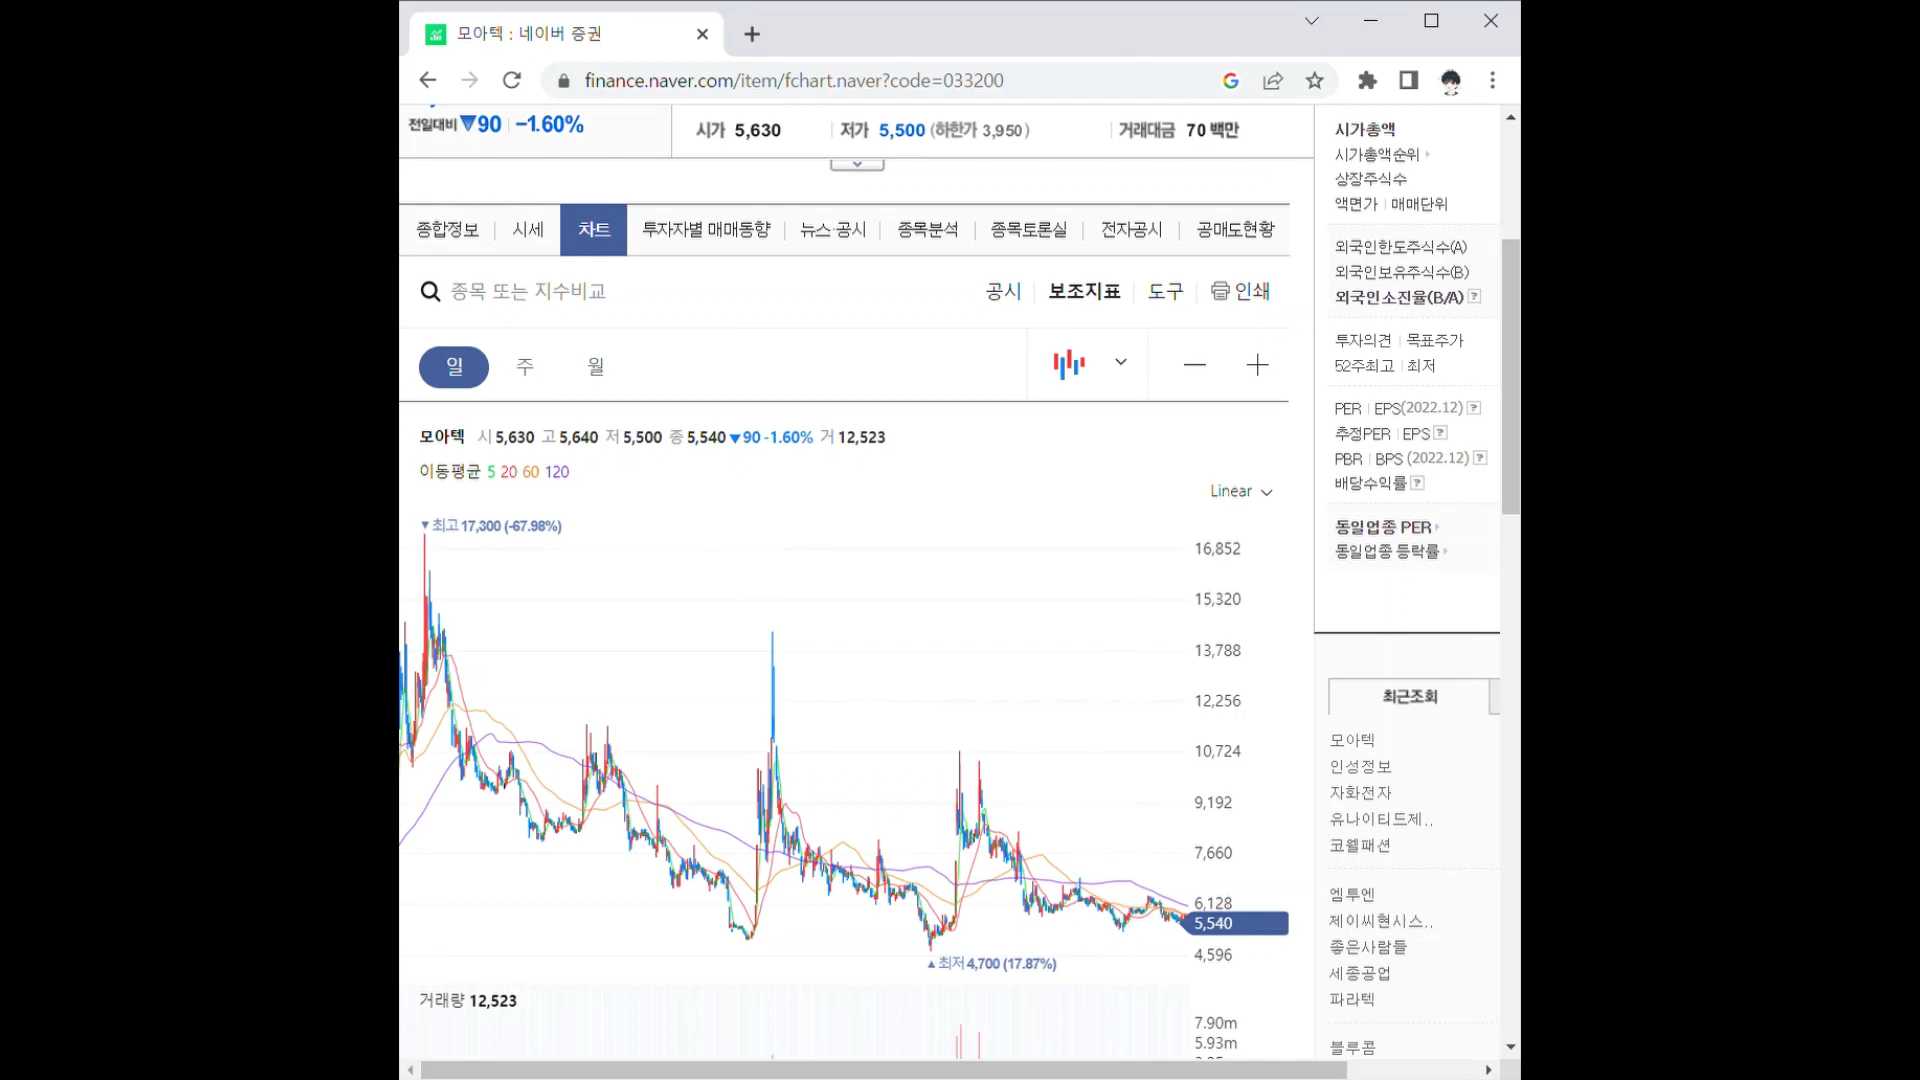 모아텍 : 네이버 증권
finance.naver.com/item/fchart.naver?code=033200
전일대비 ▼90 -1.60%
시가 5,630 저가 5,500 (하한가 3,950) 거래대금 70 백만
종합정보 시세 차트 투자자별 매매동향 뉴스·공시 종목분석 종목토론실 전자공시 공매도현황
종목 또는 지수비교 공시 보조지표 도구 인쇄
일 주 월
모아텍 시 5,630 고 5,640 저 5,500 종 5,540 ▼90 -1.60% 거 12,523
이동평균 5 20 60 120
Linear
▼최고 17,300 (-67.98%)
16,852
15,320
13,788
12,256
10,724
9,192
7,660
6,128
5,540
4,596
▲최저 4,700 (17.87%)
거래량 12,523
7.90m
5.93m
시가총액
시가총액순위
상장주식수
액면가 매매단위
외국인한도주식수(A)
외국인보유주식수(B)
외국인소진율(B/A) ?
투자의견 목표주가
52주최고 최저
PER EPS(2022.12) ?
추정PER EPS ?
PBR BPS (2022.12) ?
배당수익률 ?
동일업종 PER
동일업종 등락률
최근조회
모아텍
인성정보
자화전자
유나이티드제..
코웰패션
엠투엔
제이씨현시스..
좋은사람들
세종공업
파라텍
블루콤